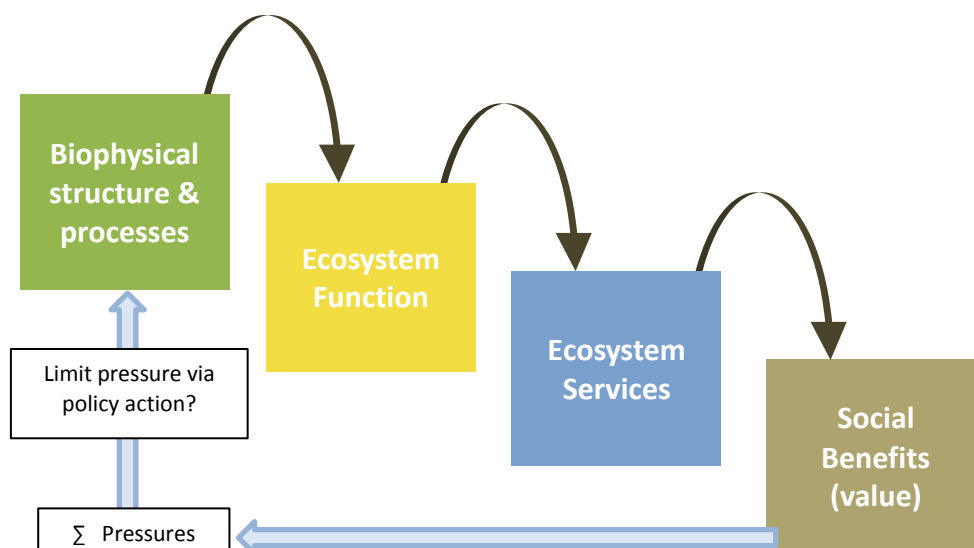 Biophysical
structure &
processes
Ecosystem
Function
Ecosystem
Services
Social
Benefits
(value)
Limit pressure via
policy action?
∑ Pressures